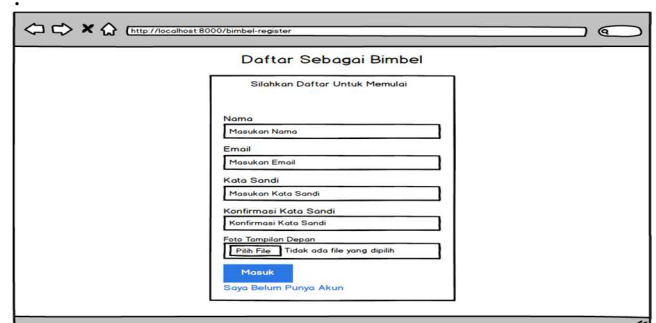 http://localhost:8000/bimbel-register
Daftar Sebagai Bimbel
Silahkan Daftar Untuk Memulai
Nama
Masukan Nama
Email
Masukan Email
Kata Sandi
Masukan Kata Sandi
Konfirmasi Kata Sandi
Konfirmasi Kata Sandi
Foto Tampilan Depan
Pilih File Tidak ada file yang dipilih
Masuk
Saya Belum Punya Akun